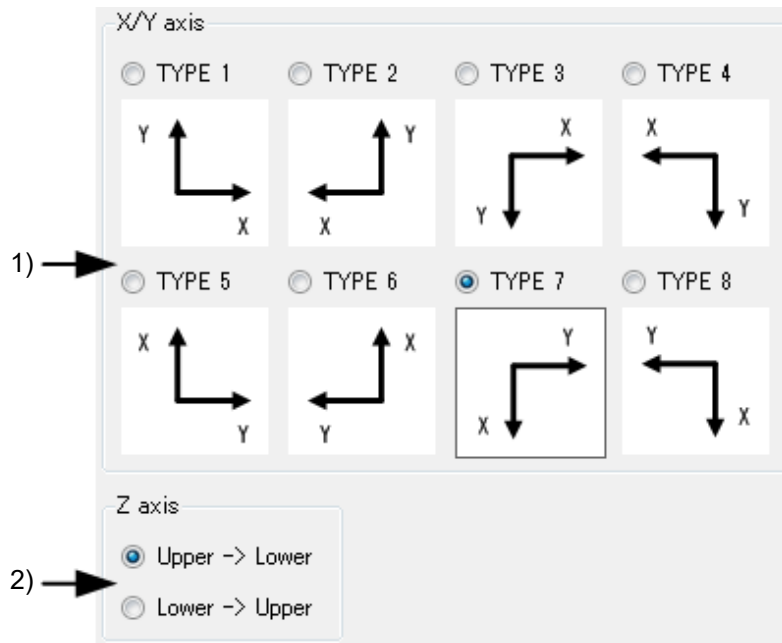 X/Y axis
TYPE 1 TYPE 2 TYPE 3 TYPE 4
Y X
Y X
X Y
X Y
1)
TYPE 5 TYPE 6 TYPE 7 TYPE 8
X Y
X Y
Y X
Y X
Z axis
Upper -> Lower
2)
Lower -> Upper